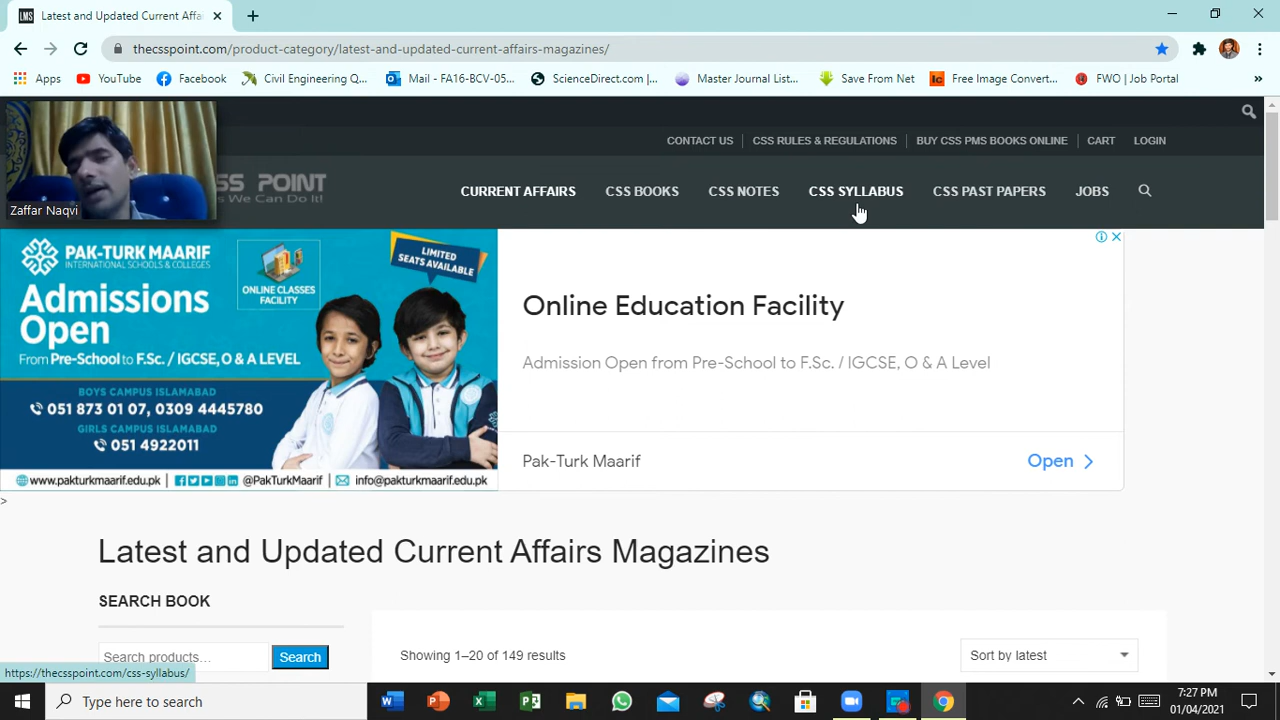 Latest and Updated Current Affai
thecsspoint.com/product-category/latest-and-updated-current-affairs-magazines/
Apps YouTube Facebook Civil Engineering Q... Mail - FA16-BCV-05... ScienceDirect.com |... Master Journal List... Save From Net Free Image Convert... FWO | Job Portal »
CONTACT US CSS RULES & REGULATIONS BUY CSS PMS BOOKS ONLINE CART LOGIN
SS POINT
s We Can Do It!
CURRENT AFFAIRS CSS BOOKS CSS NOTES CSS SYLLABUS CSS PAST PAPERS JOBS
Zaffar Naqvi
PAK-TURK MAARIF
INTERNATIONAL SCHOOLS & COLLEGES
ONLINE CLASSES
FACILITY
LIMITED
SEATS AVAILABLE
Admissions
Open
From Pre-School to F.Sc. / IGCSE, O & A LEVEL
BOYS CAMPUS ISLAMABAD
051 873 01 07, 0309 4445780
GIRLS CAMPUS ISLAMABAD
051 4922011
www.pakturkmaarif.edu.pk | @PakTurkMaarif | info@pakturkmaarif.edu.pk
Online Education Facility
Admission Open from Pre-School to F.Sc. / IGCSE, O & A Level
Pak-Turk Maarif
Open
>
Latest and Updated Current Affairs Magazines
SEARCH BOOK
Search products...
Search
Showing 1–20 of 149 results
Sort by latest
https://thecsspoint.com/css-syllabus/
Type here to search
7:27 PM
01/04/2021